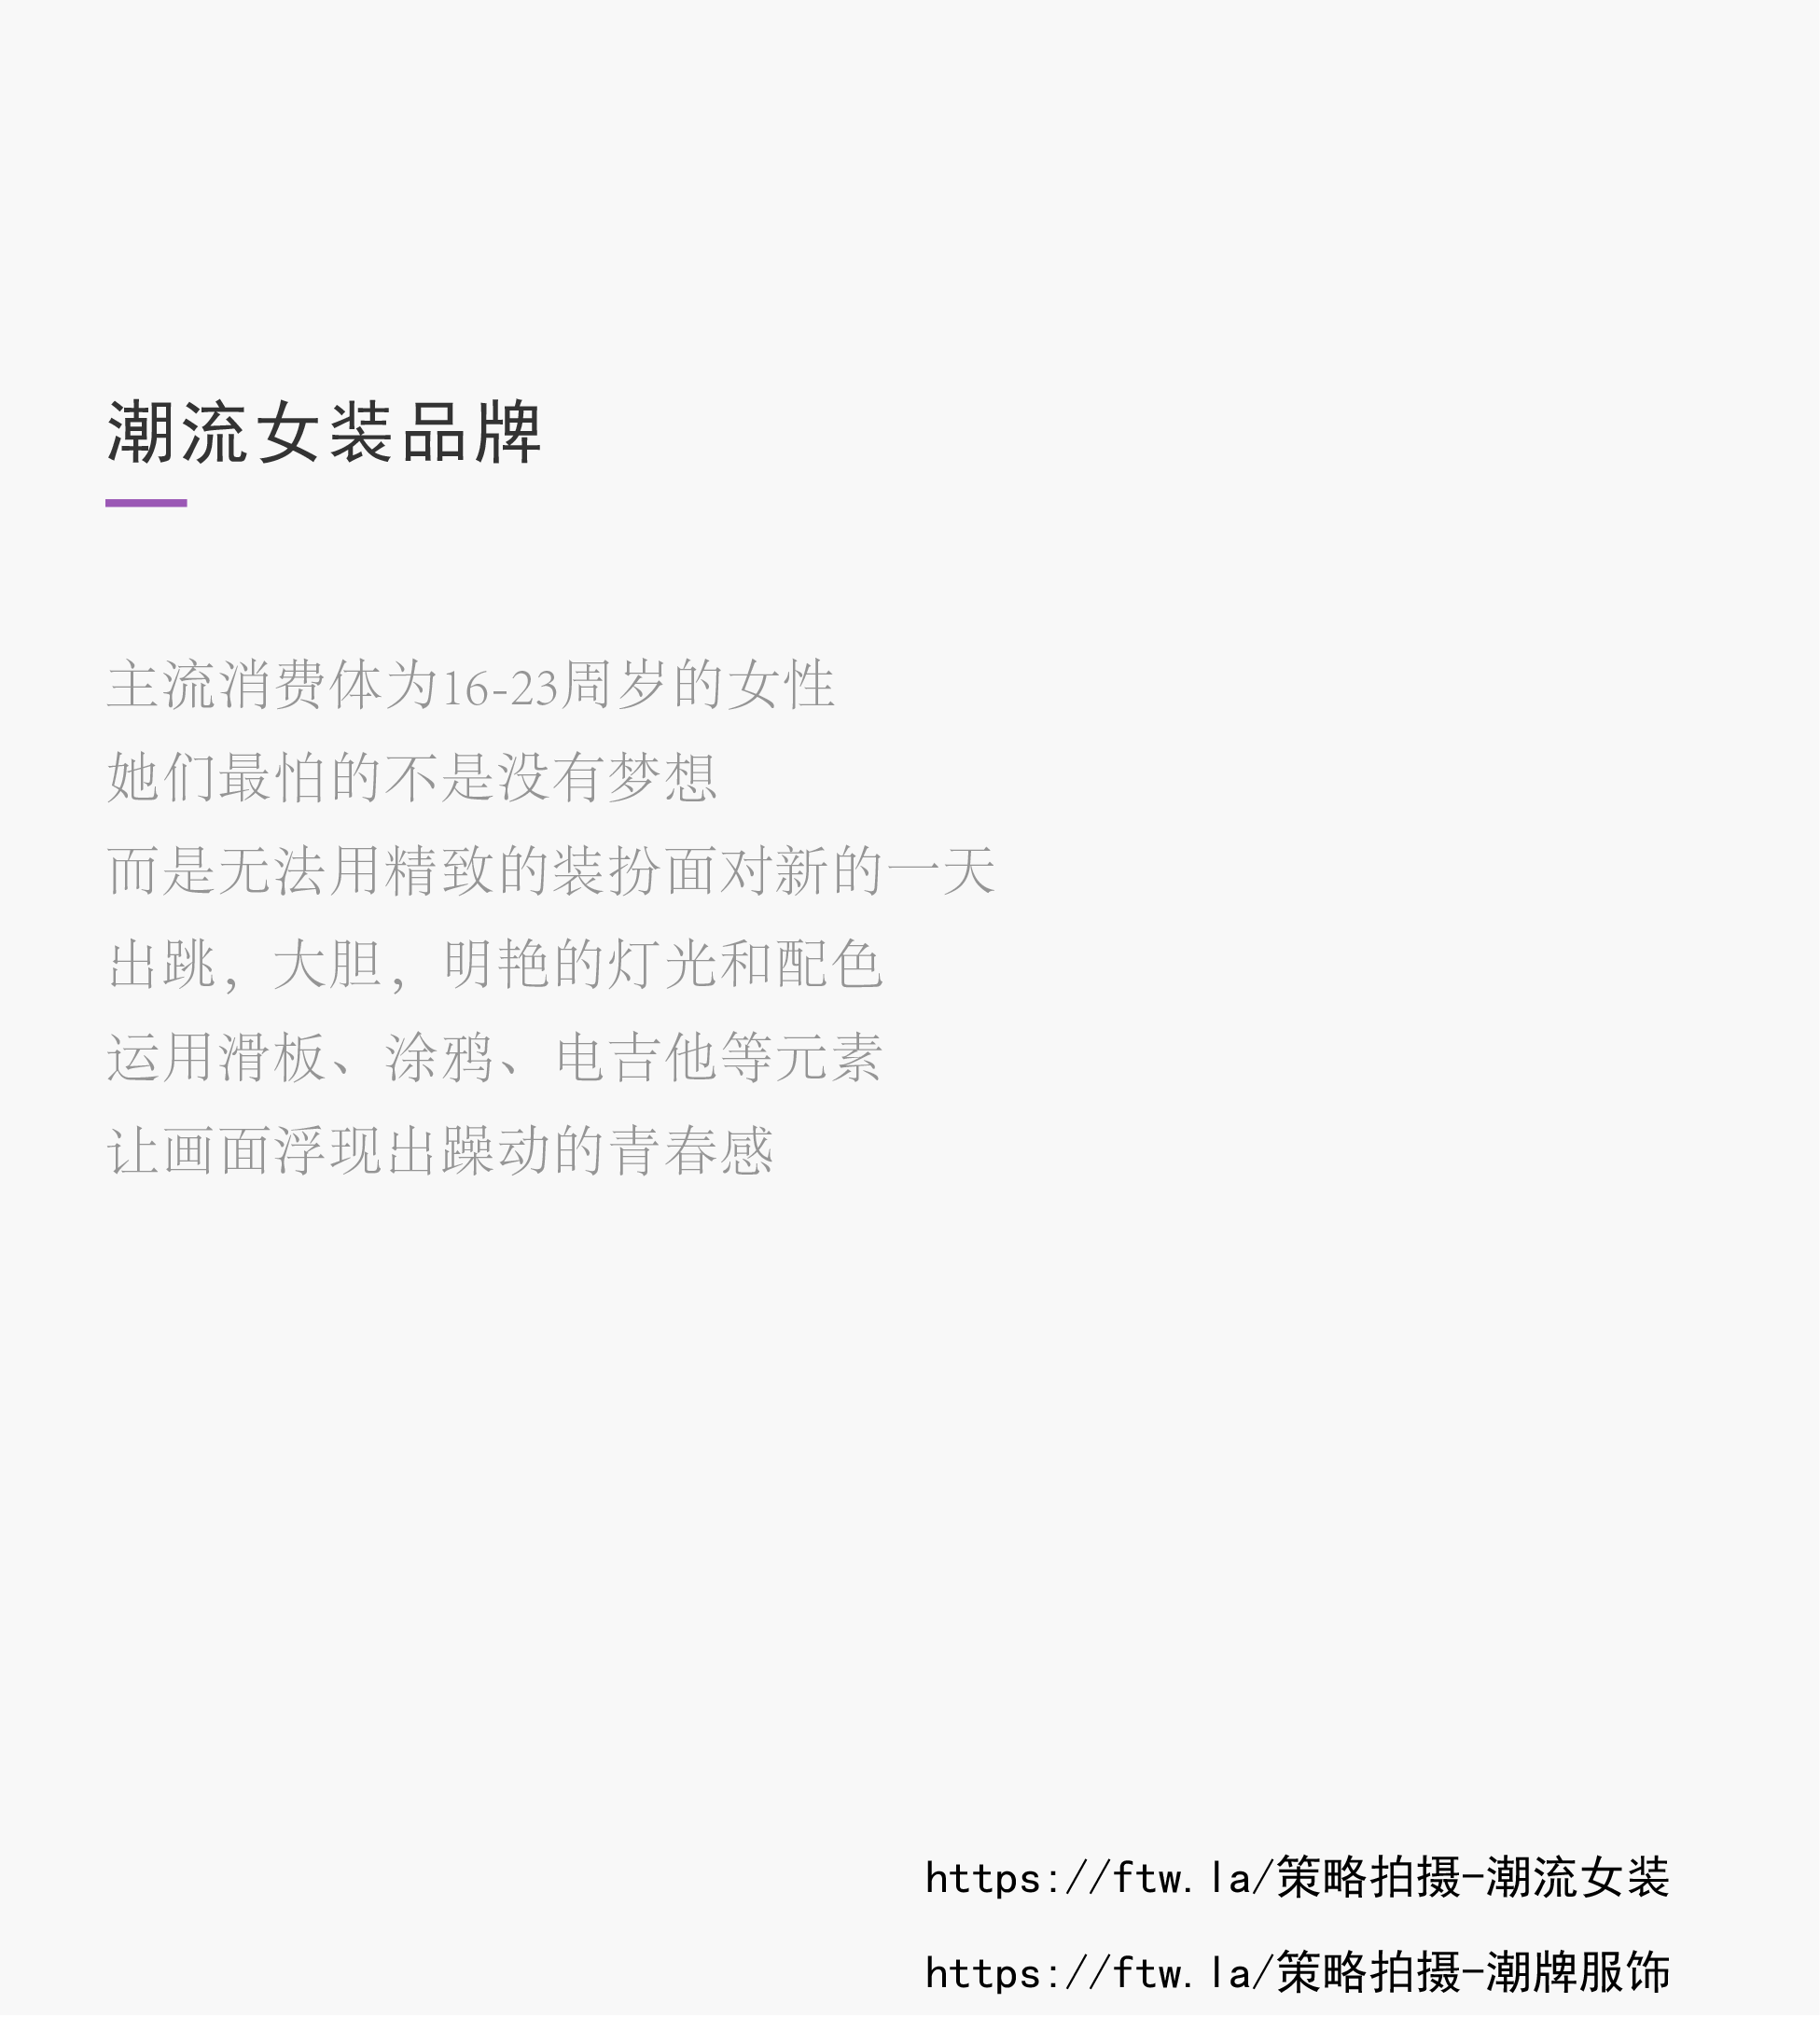 潮流女装品牌
主流消费体为16-23周岁的女性
她们最怕的不是没有梦想
而是无法用精致的装扮面对新的一天
出跳，大胆，明艳的灯光和配色
运用滑板、涂鸦、电吉他等元素
让画面浮现出躁动的青春感
https://ftw.la/策略拍摄-潮流女装
https://ftw.la/策略拍摄-潮牌服饰